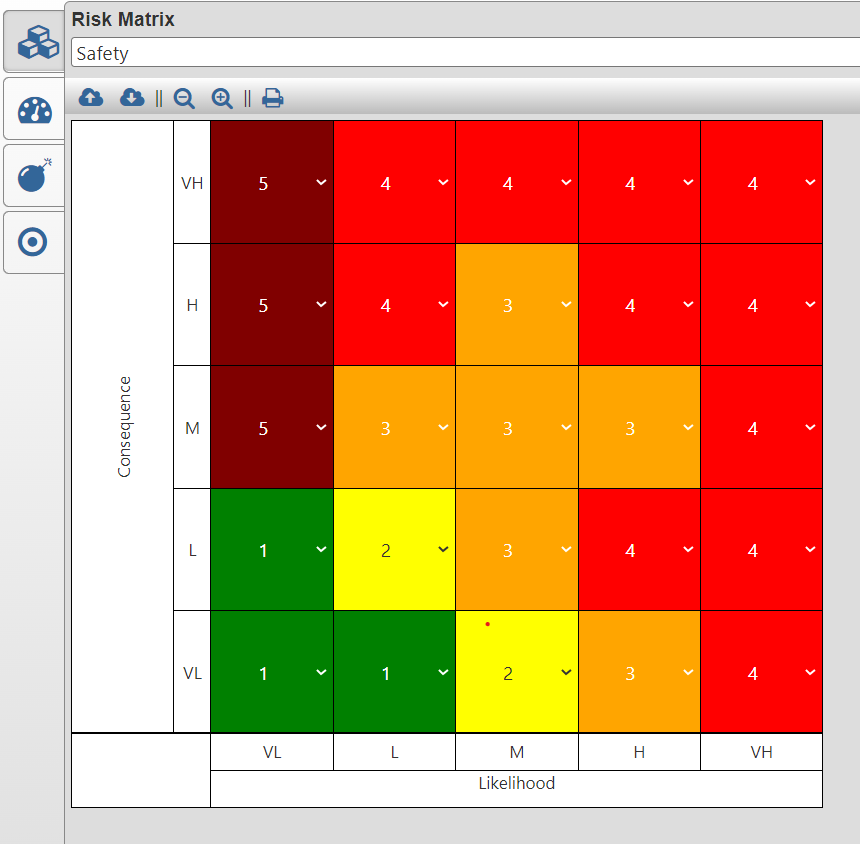 Risk Matrix
Safety
VH 5 4 4 4 4
H 5 4 3 4 4
Consequence
M 5 3 3 3 4
L 1 2 3 4 4
VL 1 1 2 3 4
VL L M H VH
Likelihood